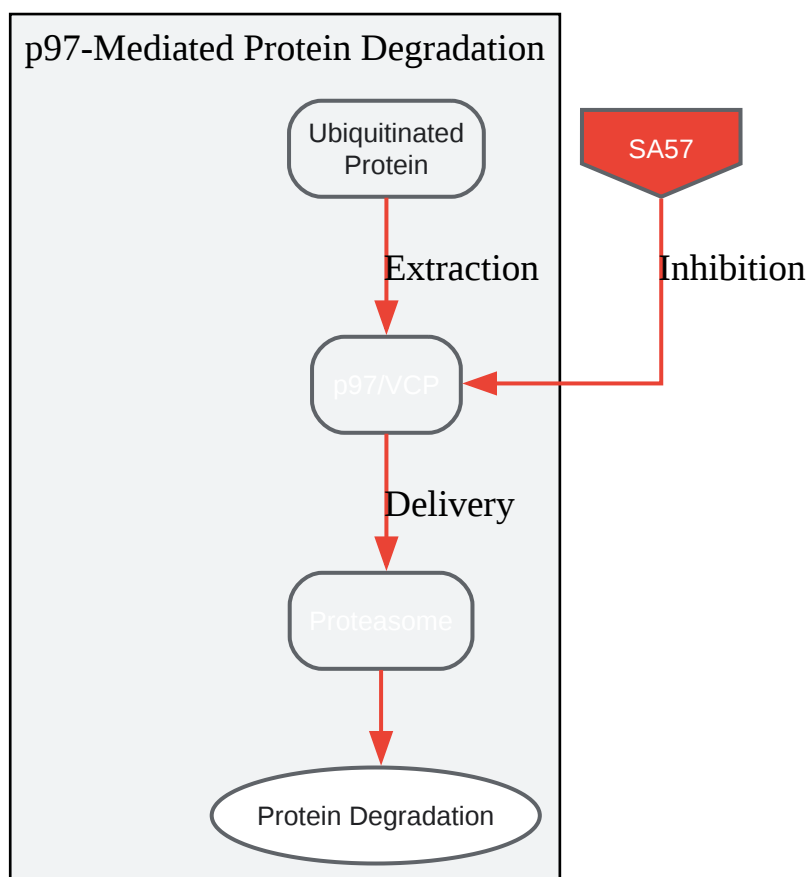 p97-Mediated Protein Degradation
Ubiquitinated
Protein
SA57
Extraction
Inhibition
p97/VCP
Delivery
Proteasome
Protein Degradation